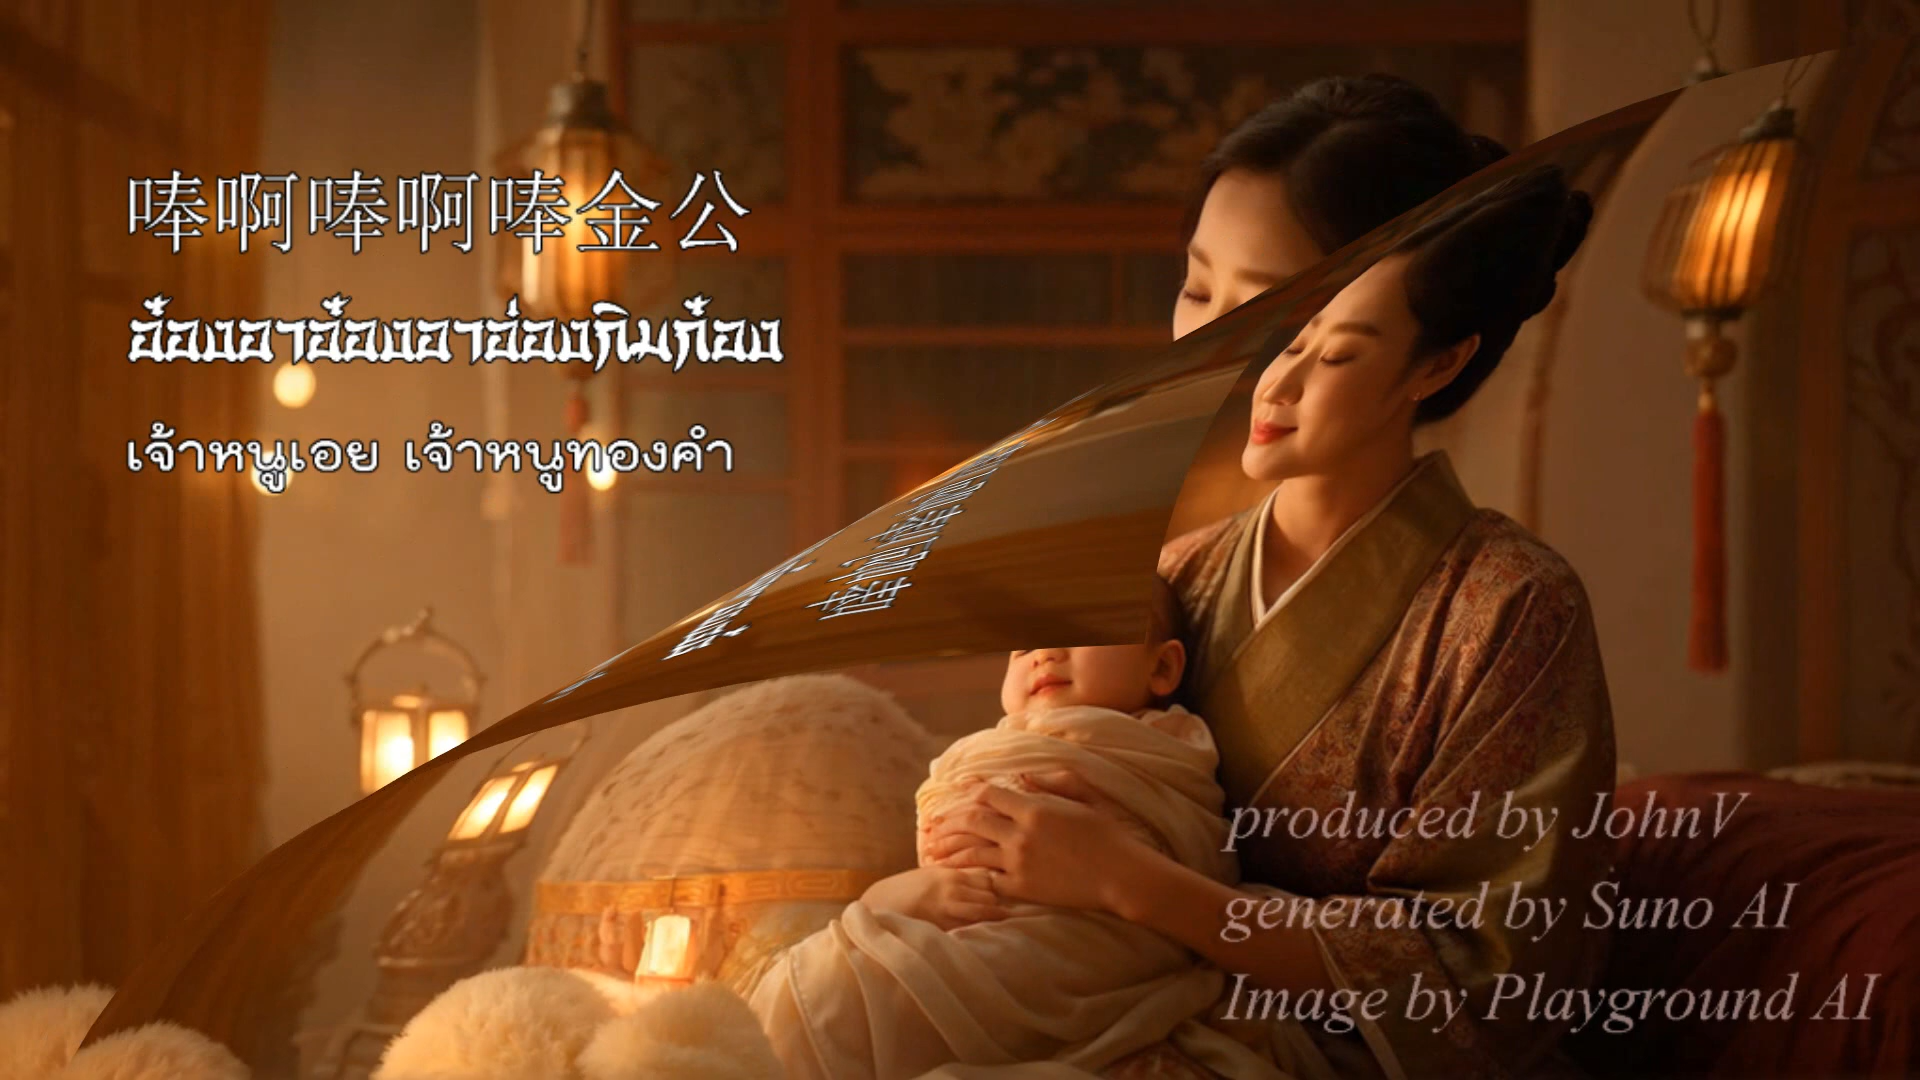 唪啊唪啊唪金公
อ๋องอาอ๋องอาอ่องกิมก๋อง
เจ้าหนูเอย เจ้าหนูทองคำ
produced by JohnV
generated by Suno AI
Image by Playground AI